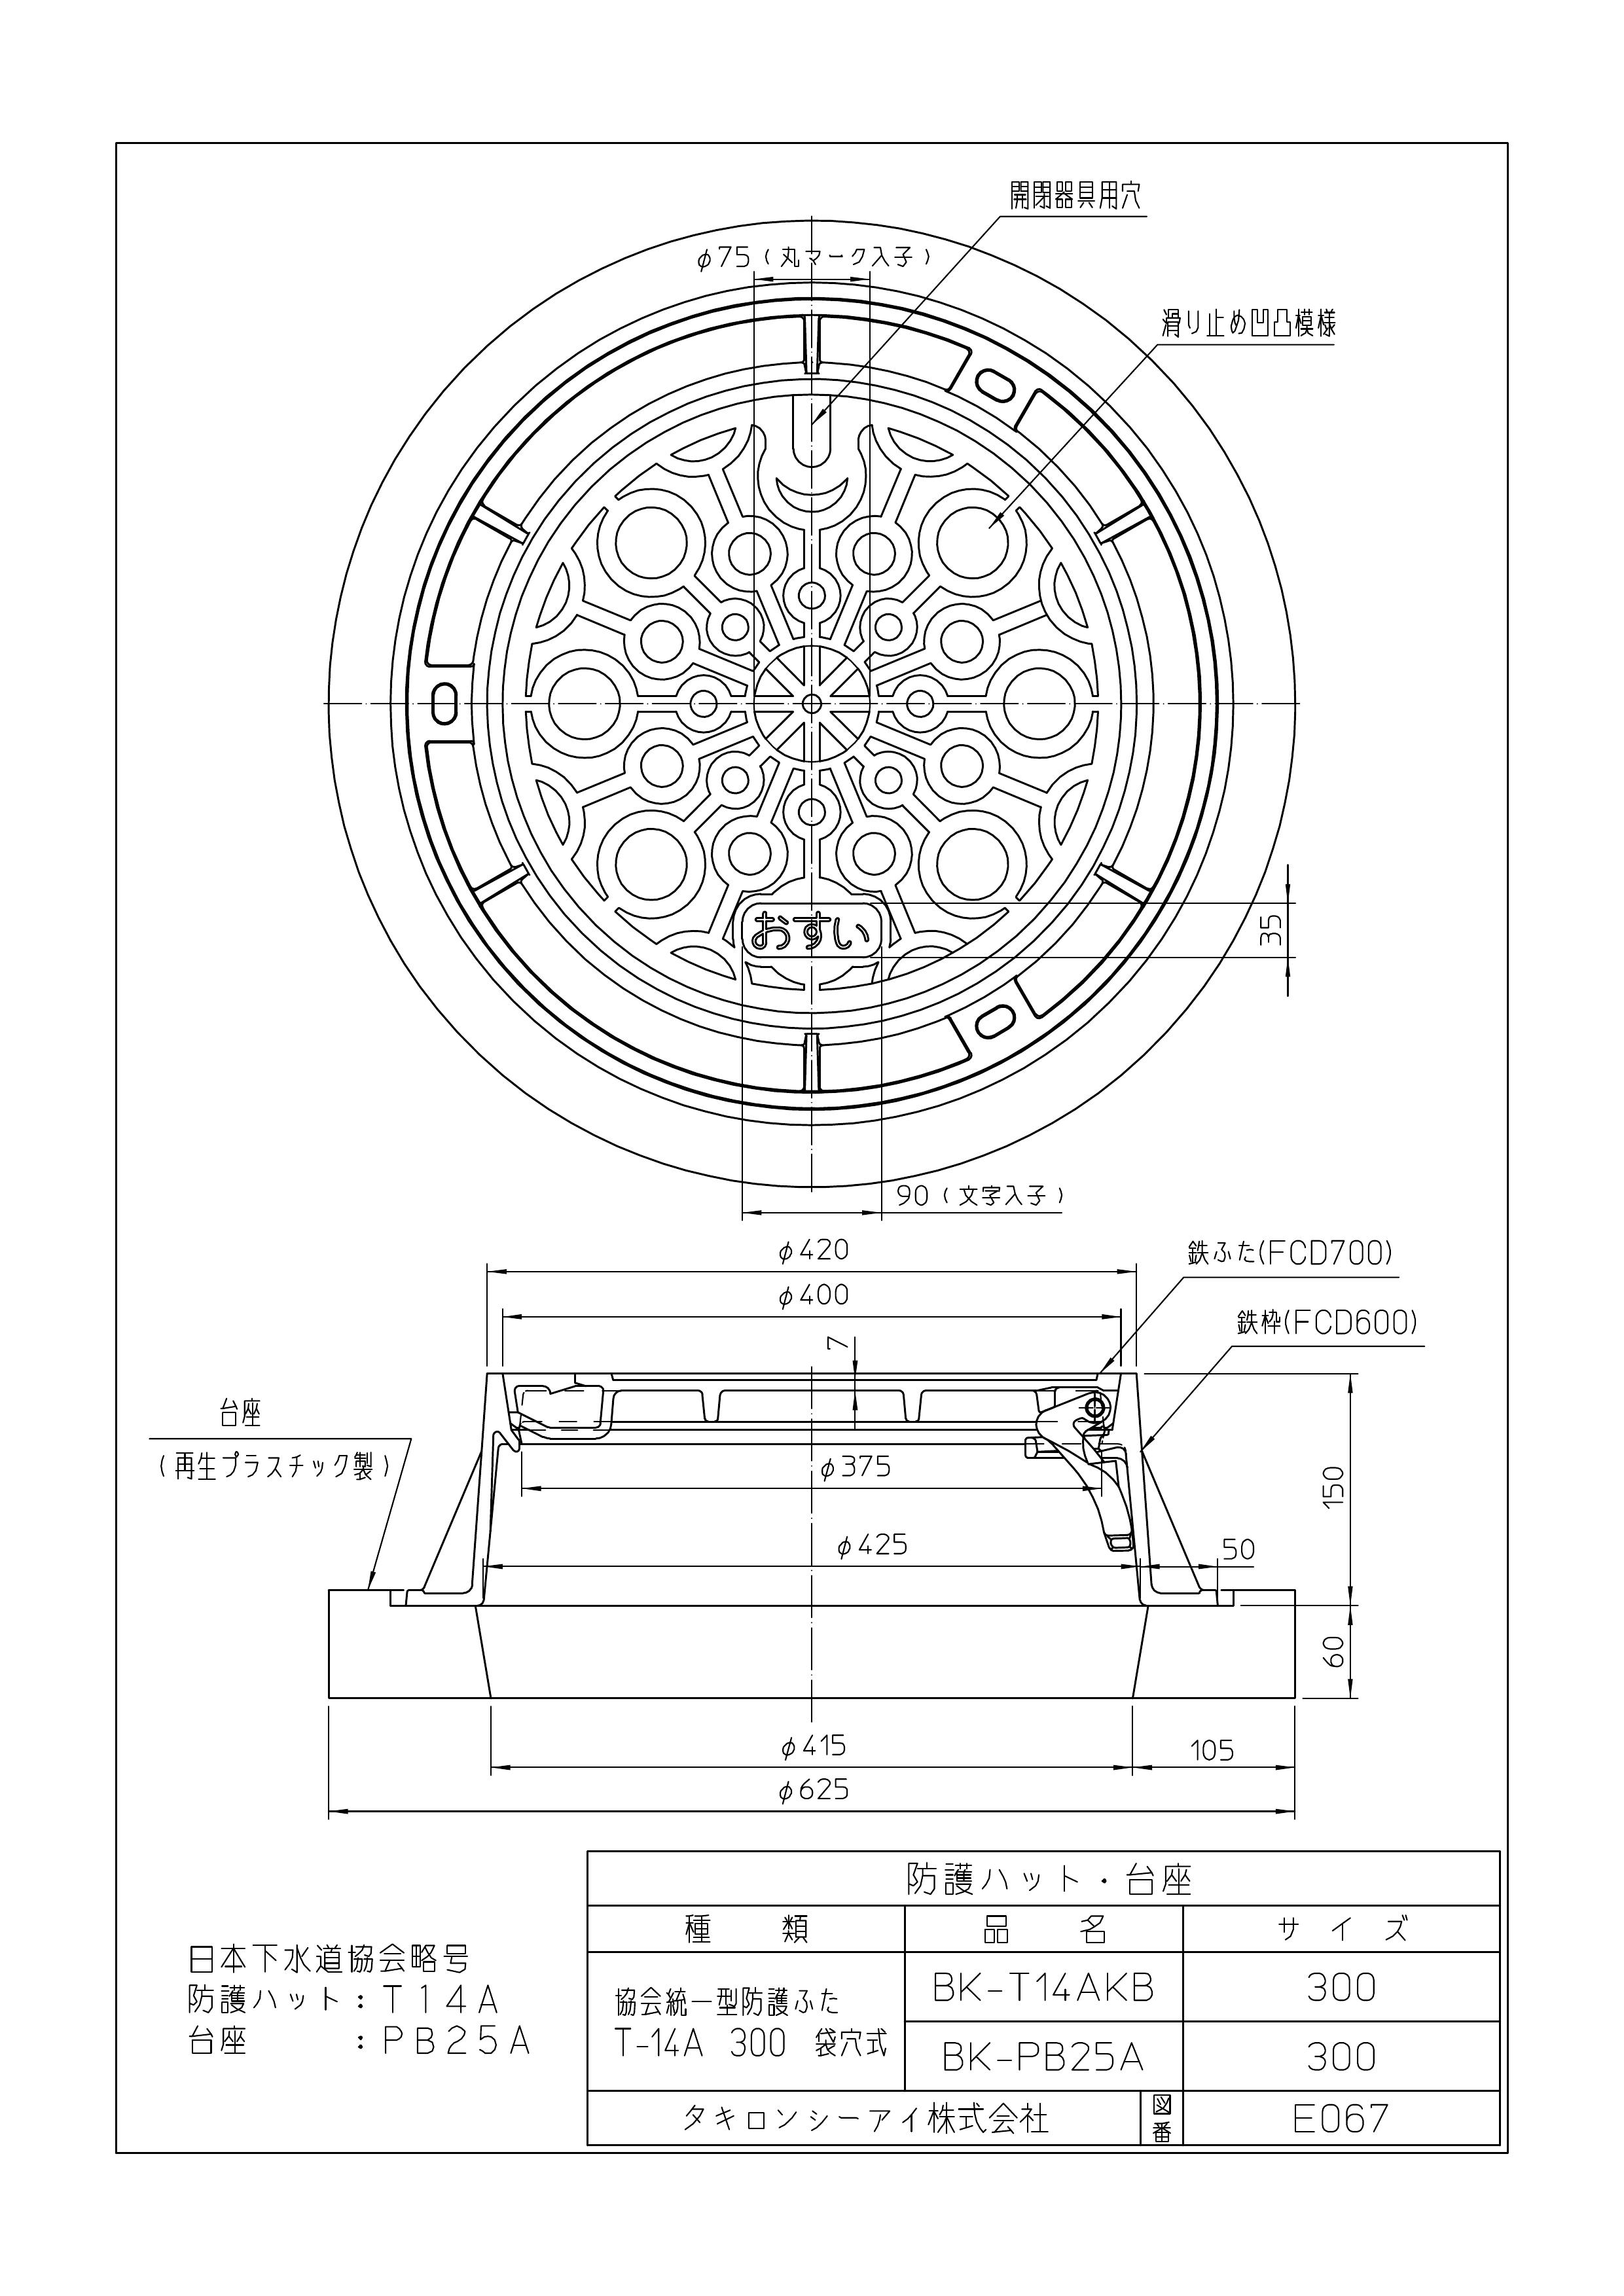 開閉器具用穴
φ75(丸マーク入子)
滑り止め凹凸模様
おすい
35
90(文字入子)
φ420
鉄ふた(FCD700)
φ400
鉄枠(FCD600)
7
台座
(再生プラスチック製)
φ375
150
φ425
50
60
φ415
105
φ625
防護ハット・台座
種類 品名 サイズ
日本下水道協会略号
防護ハット:T14A
台座 :PB25A
協会統一型防護ふた
T-14A 300 袋穴式
BK-T14AKB 300
BK-PB25A 300
タキロンシーアイ株式会社 図番 E067